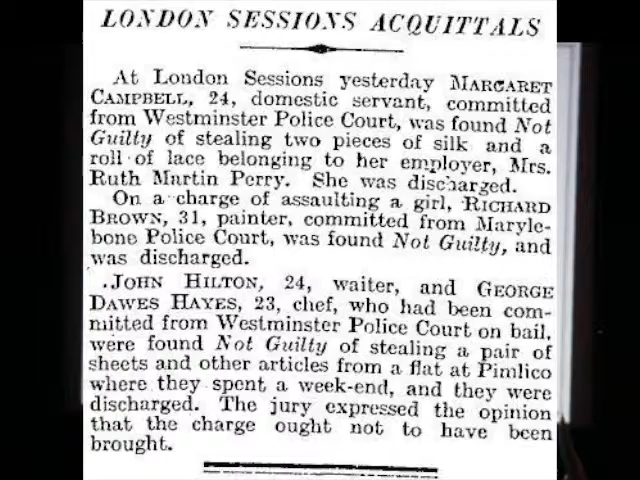 LONDON SESSIONS ACQUITTALS
At London Sessions yesterday MARGARET
CAMPBELL, 24, domestic servant, committed
from Westminster Police Court, was found Not
Guilty of stealing two pieces of silk and a
roll of lace belonging to her employer, Mrs.
Ruth Martin Perry. She was discharged.
On a charge of assaulting a girl, RICHARD
BROWN, 31, painter, committed from Maryle-
bone Police Court, was found Not Guilty, and
was discharged.
JOHN HILTON, 24, waiter, and GEORGE
DAWES HAYES, 23, chef, who had been com-
mitted from Westminster Police Court on bail,
were found Not Guilty of stealing a pair of
sheets and other articles from a flat at Pimlico
where they spent a week-end, and they were
discharged. The jury expressed the opinion
that the charge ought not to have been
brought.